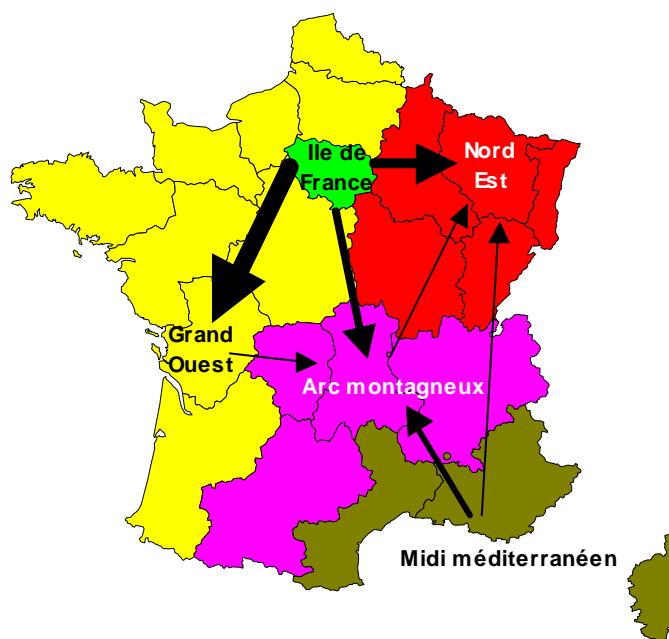 Ile de
France
Nord
Est
Grand
Ouest
Arc montagneux
Midi méditerranéen